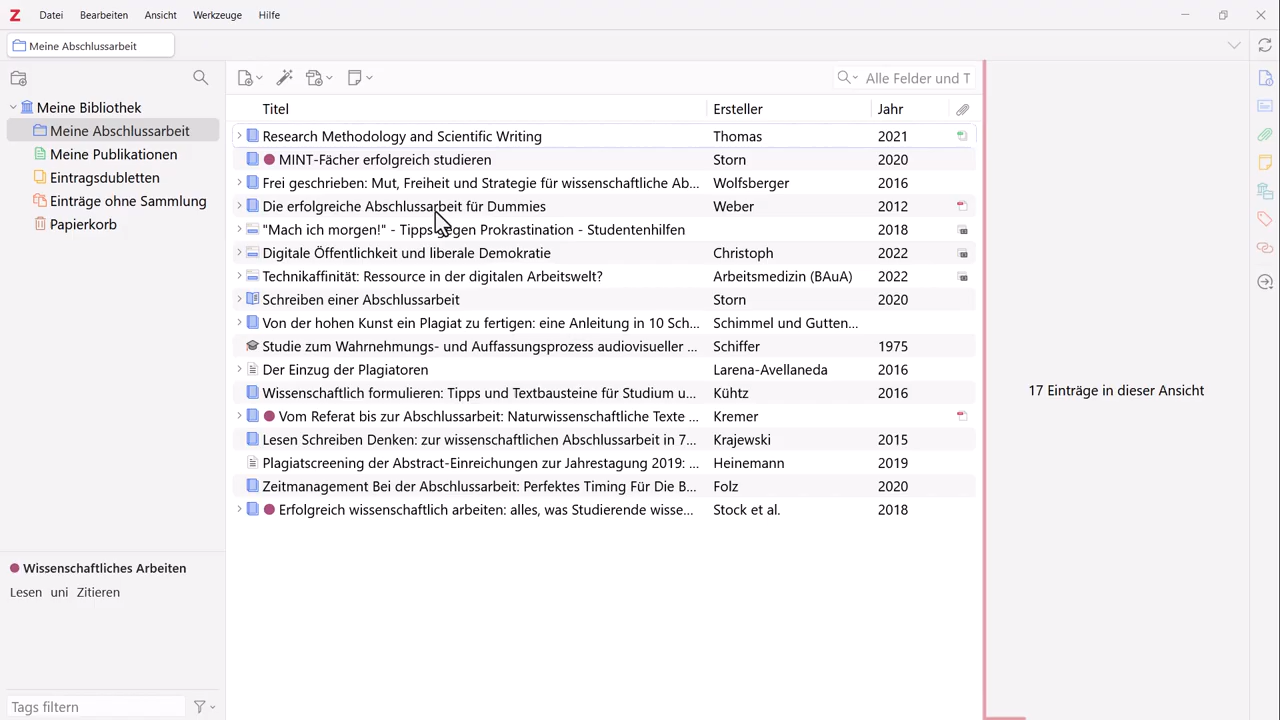 Z Datei Bearbeiten Ansicht Werkzeuge Hilfe
Meine Abschlussarbeit
Alle Felder und T
Meine Bibliothek
Meine Abschlussarbeit
Meine Publikationen
Eintragsdubletten
Einträge ohne Sammlung
Papierkorb
Titel Ersteller Jahr
Research Methodology and Scientific Writing Thomas 2021
MINT-Fächer erfolgreich studieren Storn 2020
Frei geschrieben: Mut, Freiheit und Strategie für wissenschaftliche Ab... Wolfsberger 2016
Die erfolgreiche Abschlussarbeit für Dummies Weber 2012
"Mach ich morgen!" - Tipps gegen Prokrastination - Studentenhilfen 2018
Digitale Öffentlichkeit und liberale Demokratie Christoph 2022
Technikaffinität: Ressource in der digitalen Arbeitswelt? Arbeitsmedizin (BAuA) 2022
Schreiben einer Abschlussarbeit Storn 2020
Von der hohen Kunst ein Plagiat zu fertigen: eine Anleitung in 10 Sch... Schimmel und Gutten...
Studie zum Wahrnehmungs- und Auffassungsprozess audiovisueller ... Schiffer 1975
Der Einzug der Plagiatoren Larena-Avellaneda 2016
Wissenschaftlich formulieren: Tipps und Textbausteine für Studium u... Kühtz 2016
Vom Referat bis zur Abschlussarbeit: Naturwissenschaftliche Texte ... Kremer
Lesen Schreiben Denken: zur wissenschaftlichen Abschlussarbeit in 7... Krajewski 2015
Plagiatscreening der Abstract-Einreichungen zur Jahrestagung 2019: ... Heinemann 2019
Zeitmanagement Bei der Abschlussarbeit: Perfektes Timing Für Die B... Folz 2020
Erfolgreich wissenschaftlich arbeiten: alles, was Studierende wisse... Stock et al. 2018
17 Einträge in dieser Ansicht
Wissenschaftliches Arbeiten
Lesen uni Zitieren
Tags filtern